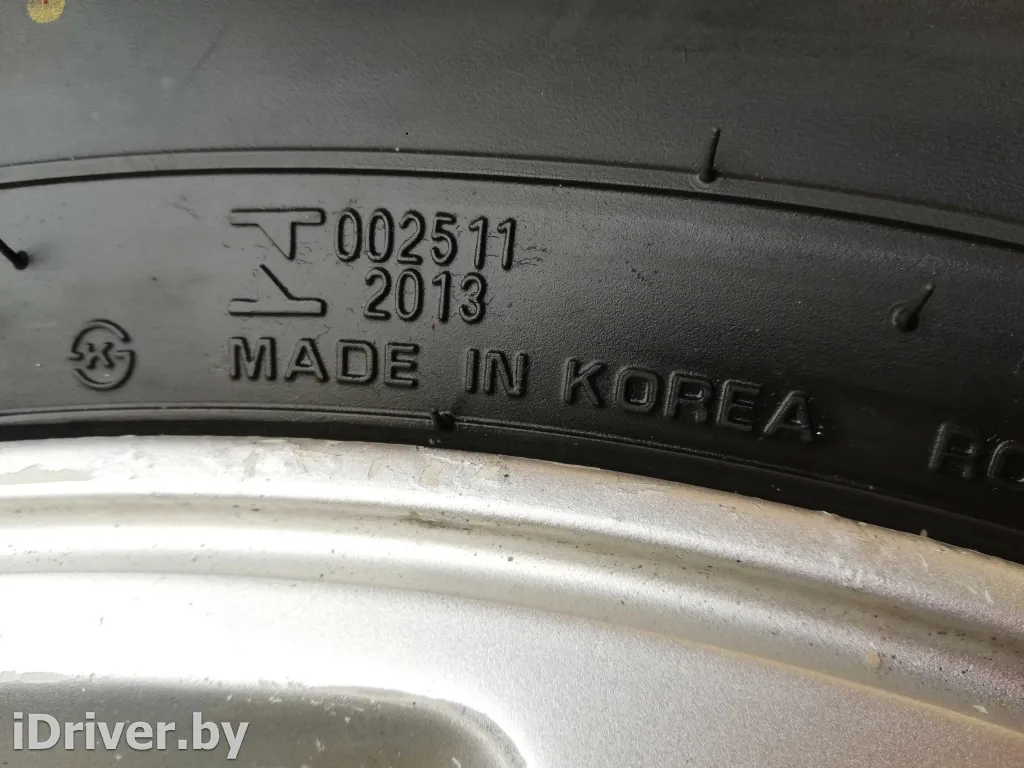 002511
2013
K
MADE IN KOREA
iDriver.by